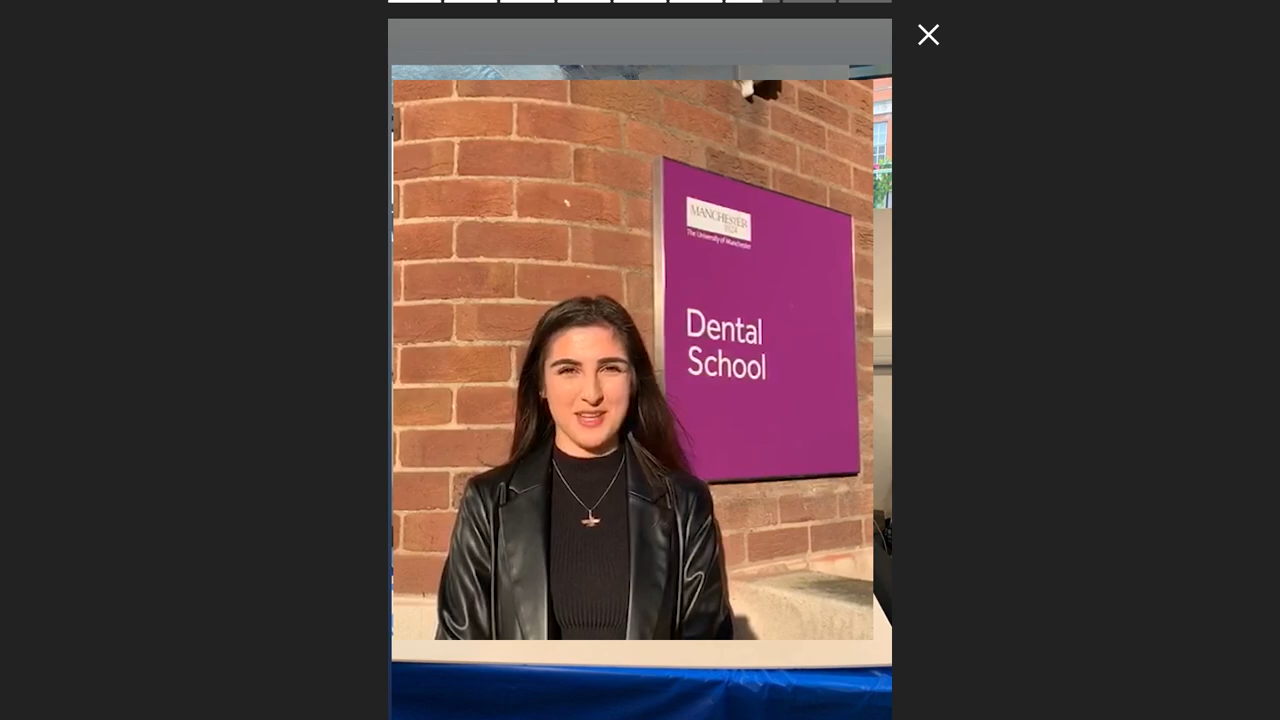 MANCHESTER
1824
The University of Manchester
Dental
School